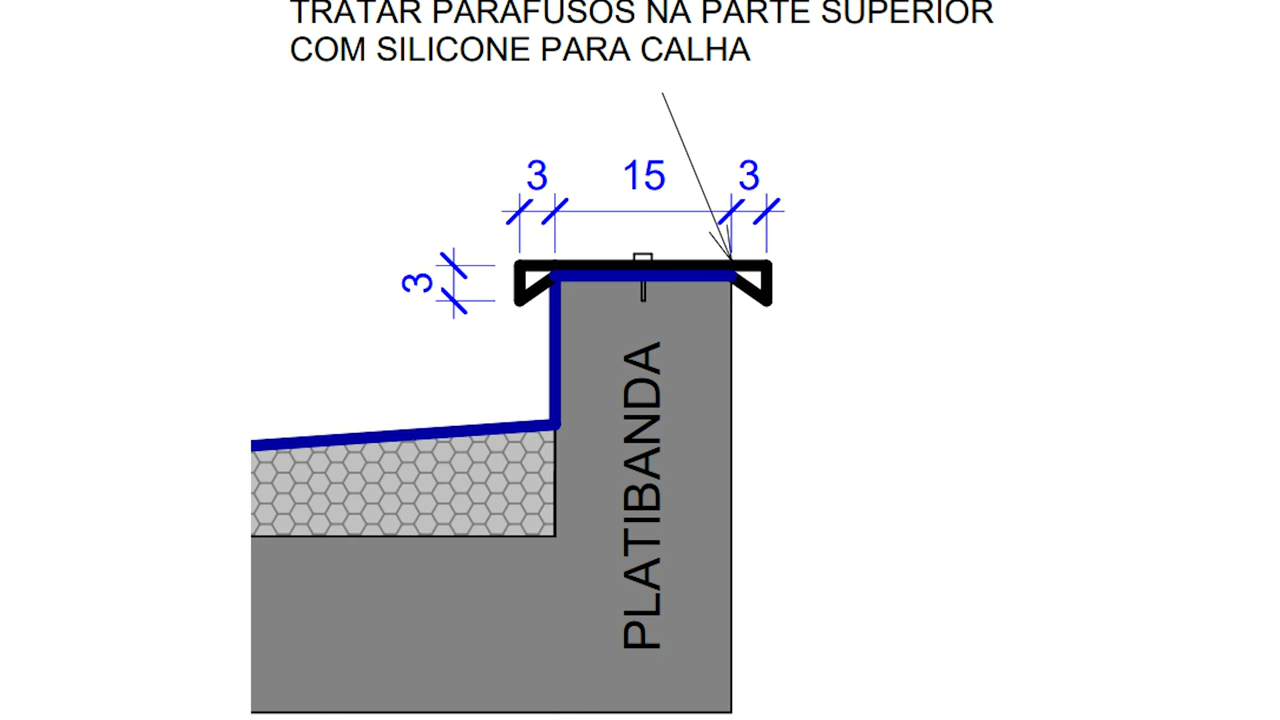 TRATAR PARAFUSOS NA PARTE SUPERIOR
COM SILICONE PARA CALHA
3
15
3
3
PLATIBANDA